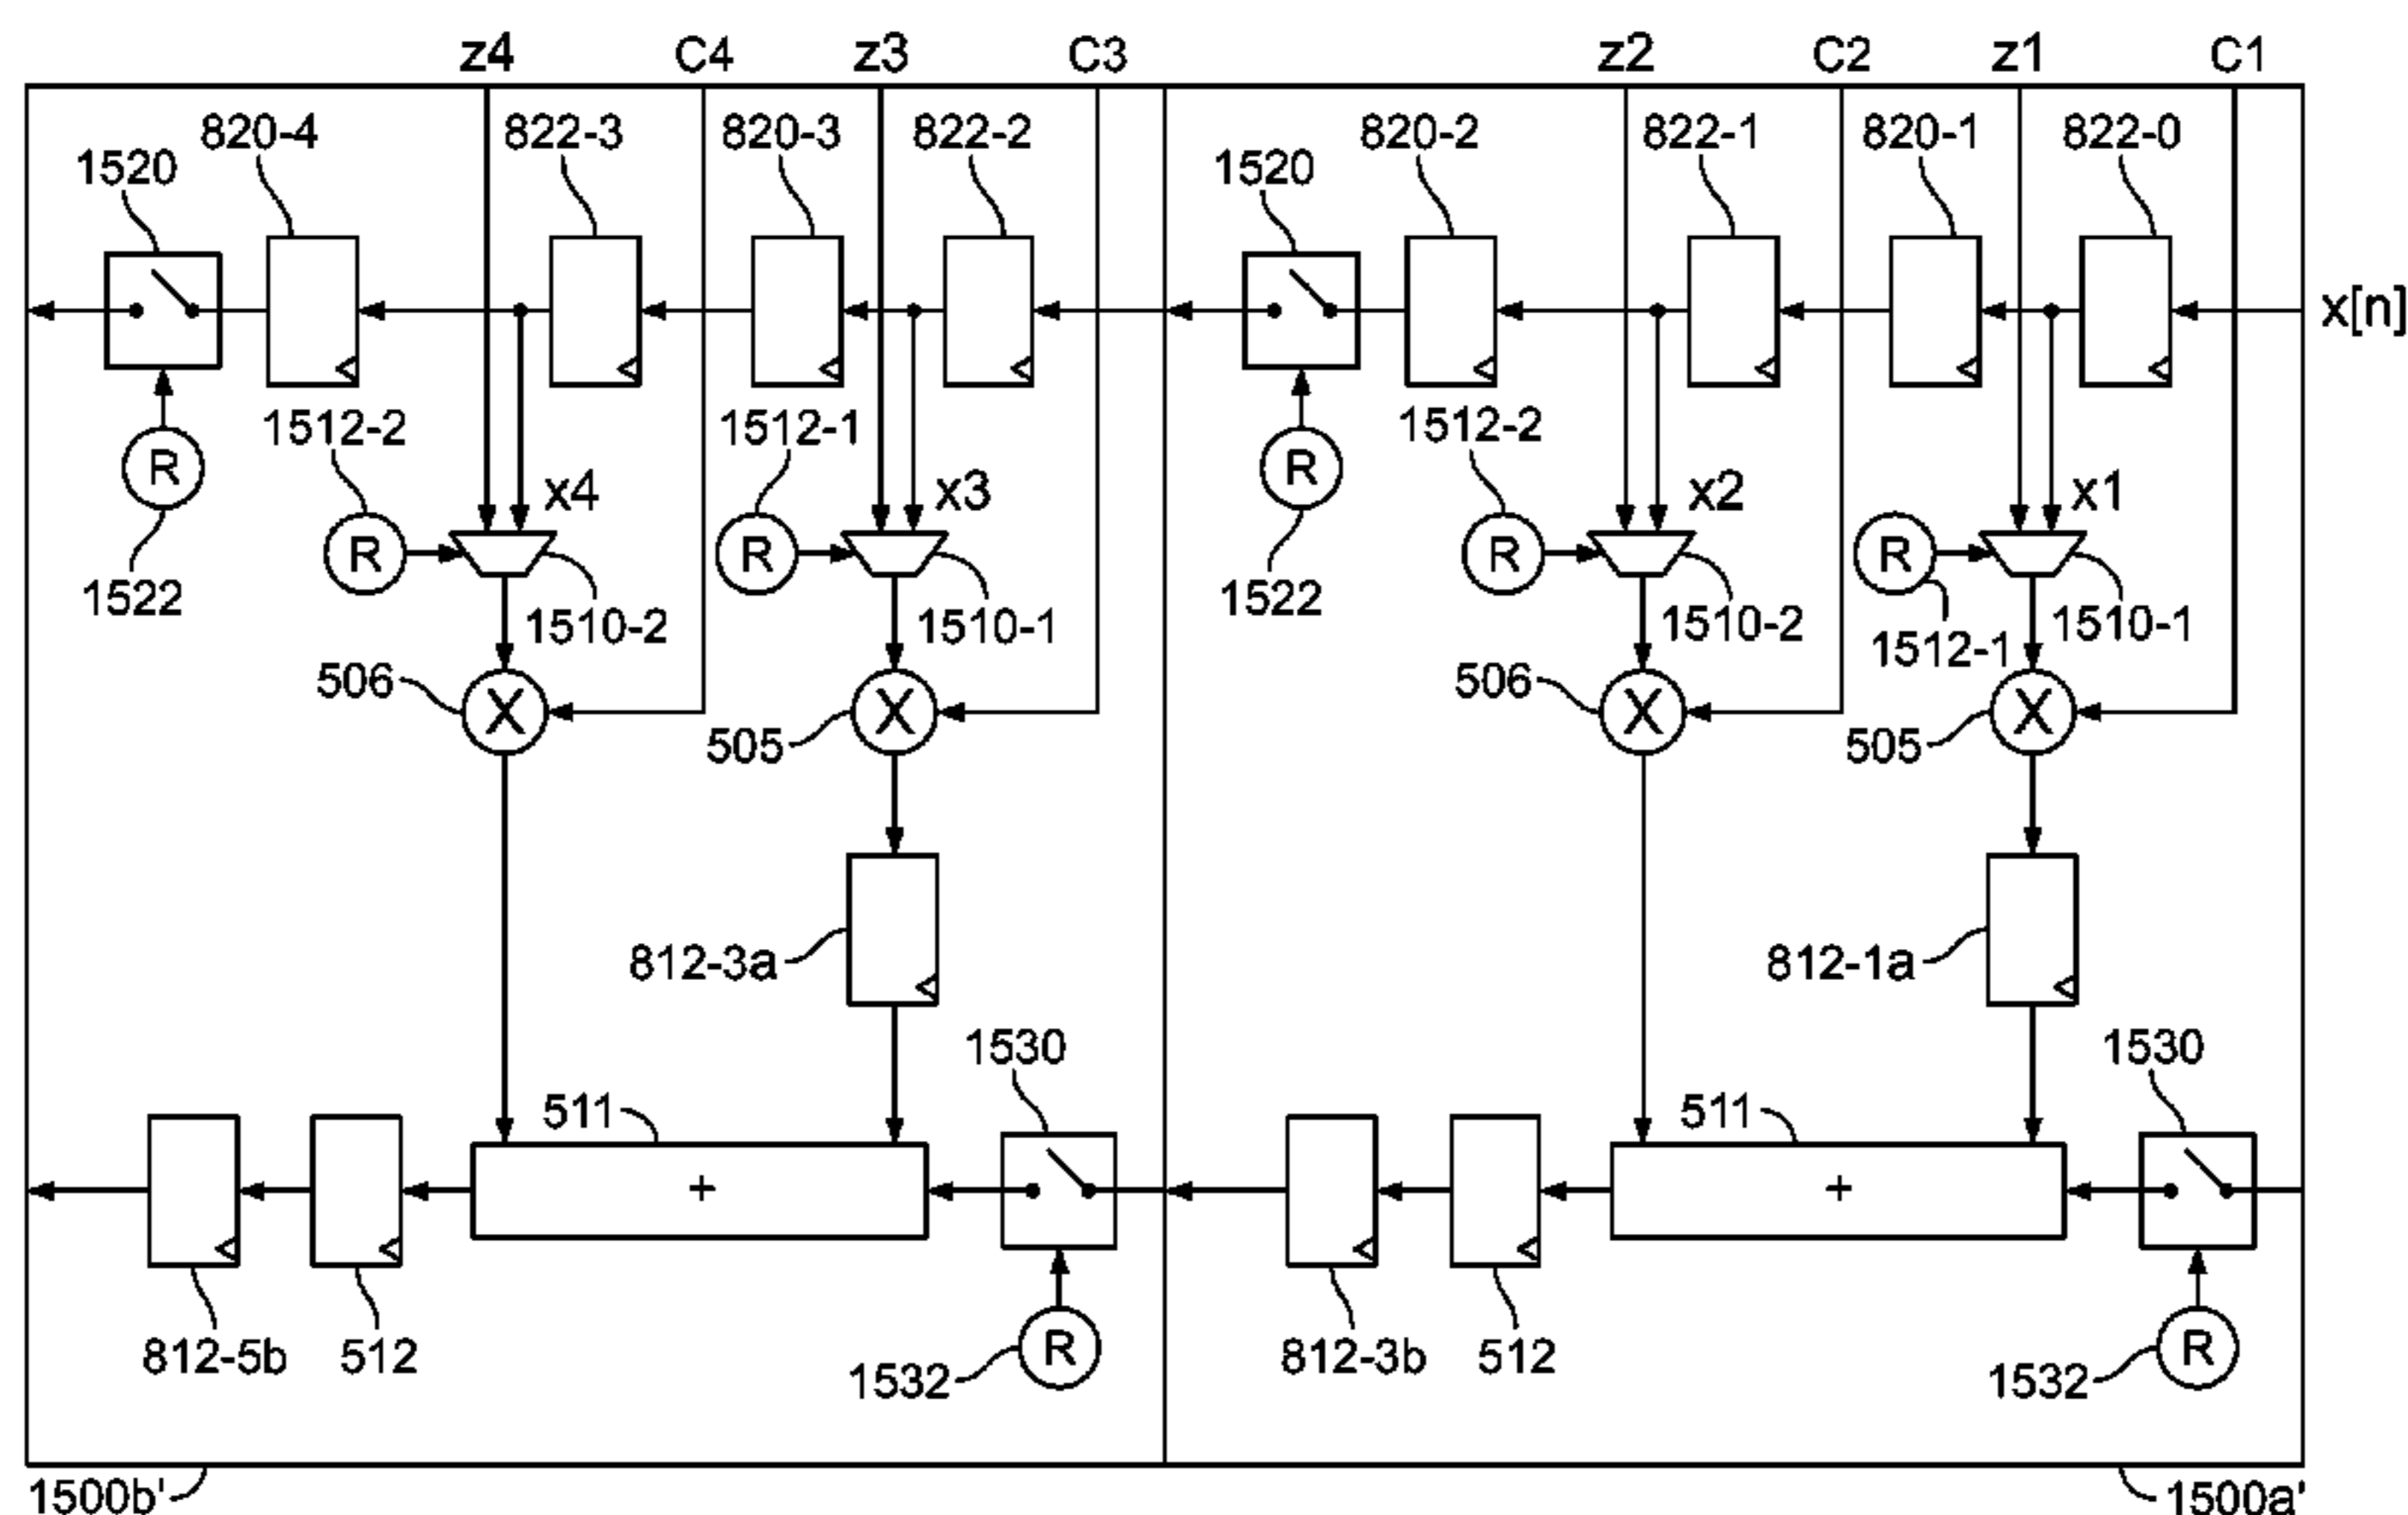 z4 C4 z3 C3 z2 C2 z1 C1
820-4 822-3 820-3 822-2 820-2 822-1 820-1 822-0
1520 1520
x[n]
1512-2 1512-1 1512-2
R R
x4 x3 x2 x1
R R R R
1522 1522
1510-2 1510-1 1510-2 1510-1
1512-1
506 X X 506 X X
505 505
812-3a 812-1a
1530 1530
511 511
+ +
812-5b 512 R 812-3b 512 R
1532 1532
1500b' 1500a'